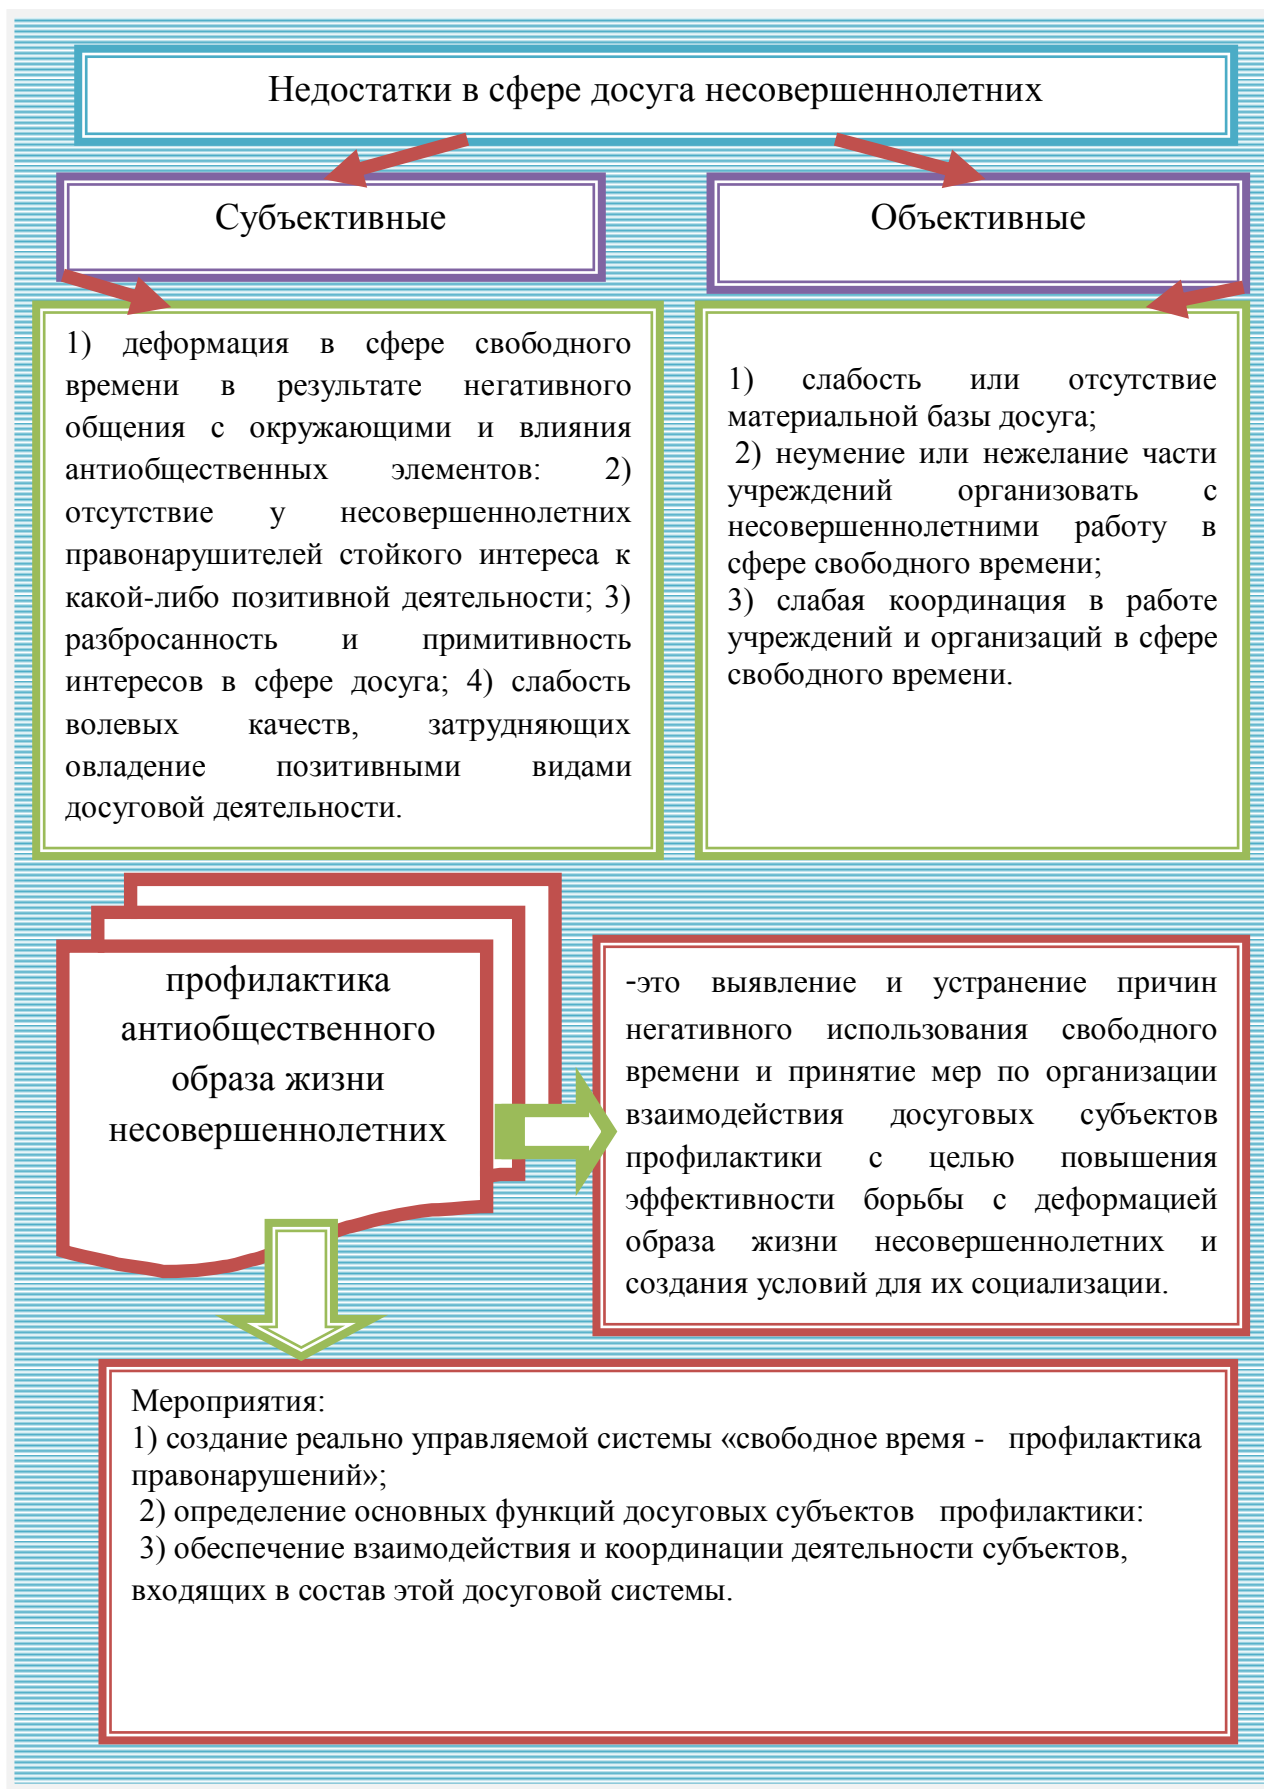 Недостатки в сфере досуга несовершеннолетних
Субъективные
Объективные
1) деформация в сфере свободного
времени в результате негативного
общения с окружающими и влияния
антиобщественных элементов: 2)
отсутствие у несовершеннолетних
правонарушителей стойкого интереса к
какой-либо позитивной деятельности; 3)
разбросанность и примитивность
интересов в сфере досуга; 4) слабость
волевых качеств, затрудняющих
овладение позитивными видами
досуговой деятельности.
1) слабость или отсутствие
материальной базы досуга;
2) неумение или нежелание части
учреждений организовать с
несовершеннолетними работу в
сфере свободного времени;
3) слабая координация в работе
учреждений и организаций в сфере
свободного времени.
профилактика
антиобщественного
образа жизни
несовершеннолетних
-это выявление и устранение причин
негативного использования свободного
времени и принятие мер по организации
взаимодействия досуговых субъектов
профилактики с целью повышения
эффективности борьбы с деформацией
образа жизни несовершеннолетних и
создания условий для их социализации.
Мероприятия:
1) создание реально управляемой системы «свободное время - профилактика
правонарушений»;
2) определение основных функций досуговых субъектов профилактики:
3) обеспечение взаимодействия и координации деятельности субъектов,
входящих в состав этой досуговой системы.